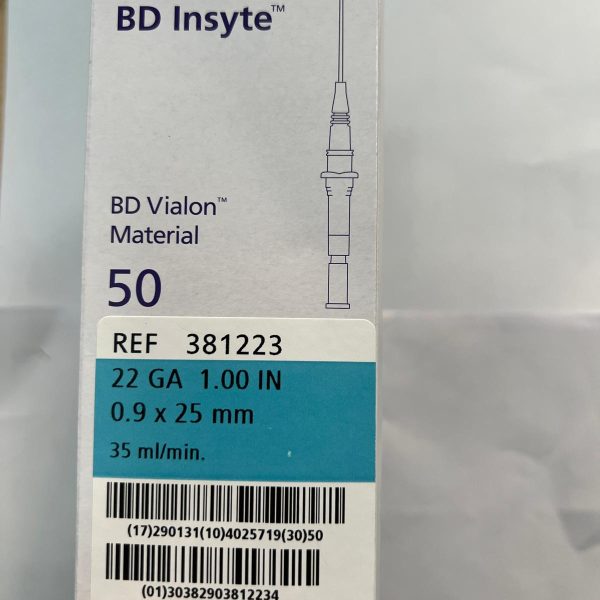 BD Insyte™
BD Vialon™
Material
50
REF 381223
22 GA 1.00 IN
0.9 x 25 mm
35 ml/min.
(17)290131(10)4025719(30)50
(01)30382903812234